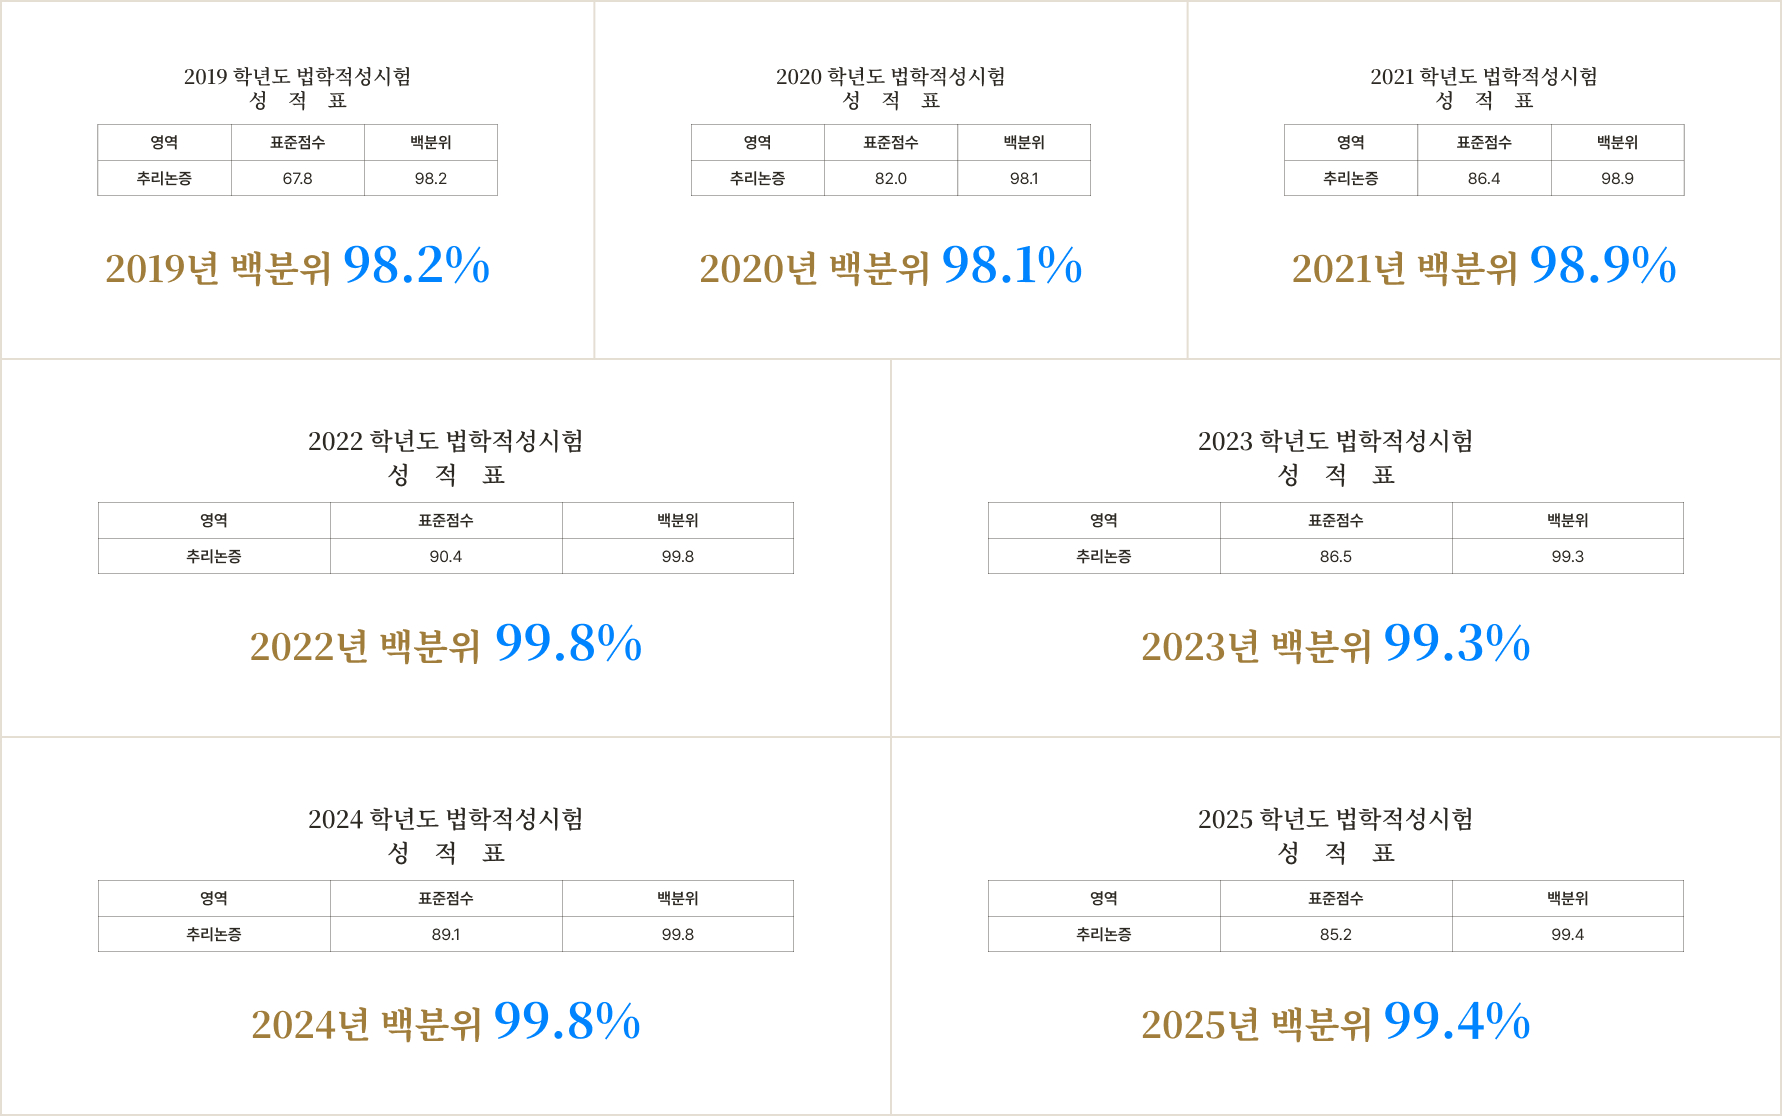 2019 학년도 법학적성시험
성 적 표
영역 표준점수 백분위
추리논증 67.8 98.2
2019년 백분위 98.2%
2020 학년도 법학적성시험
성 적 표
영역 표준점수 백분위
추리논증 82.0 98.1
2020년 백분위 98.1%
2021 학년도 법학적성시험
성 적 표
영역 표준점수 백분위
추리논증 86.4 98.9
2021년 백분위 98.9%
2022 학년도 법학적성시험
성 적 표
영역 표준점수 백분위
추리논증 90.4 99.8
2022년 백분위 99.8%
2023 학년도 법학적성시험
성 적 표
영역 표준점수 백분위
추리논증 86.5 99.3
2023년 백분위 99.3%
2024 학년도 법학적성시험
성 적 표
영역 표준점수 백분위
추리논증 89.1 99.8
2024년 백분위 99.8%
2025 학년도 법학적성시험
성 적 표
영역 표준점수 백분위
추리논증 85.2 99.4
2025년 백분위 99.4%